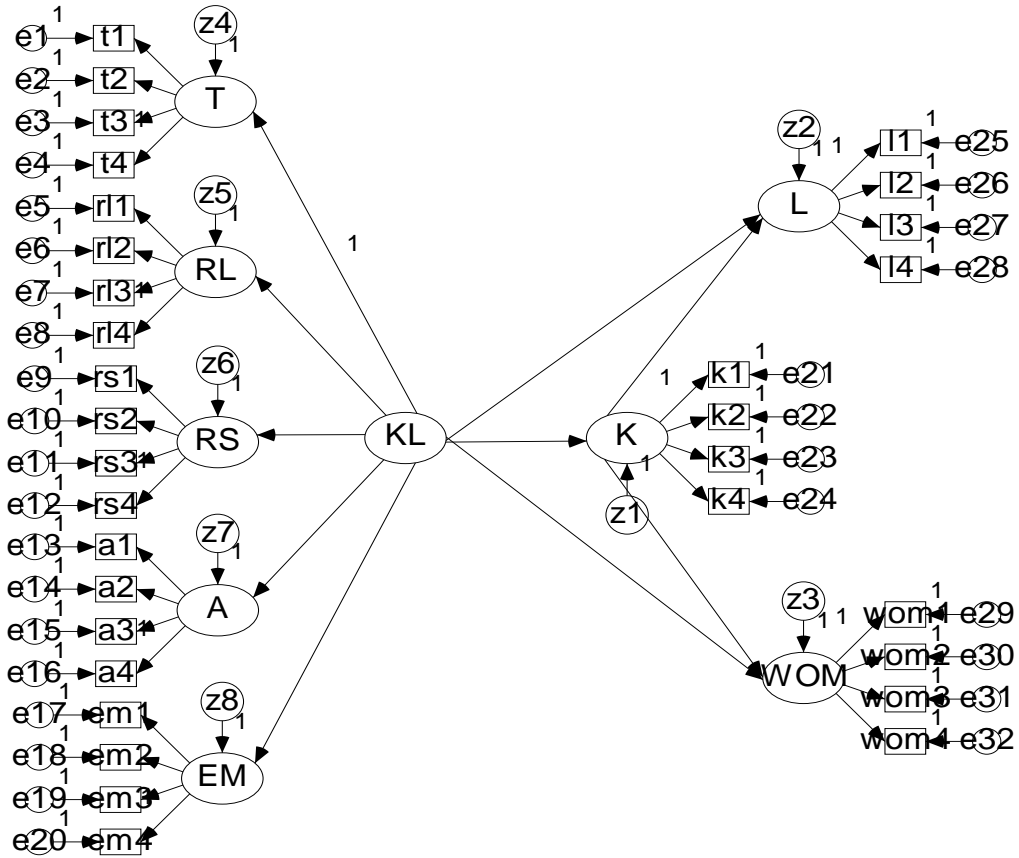 1
e1 t1
z4
1
1
e2 t2
T
1
e3 t3 1
1
e4 t4
1
e5 rl1
z5
1
1
e6 rl2
RL
1
e7 rl3 1
1
e8 rl4
1
e9 rs1
z6
1
1
e10 rs2
RS
1
e11 rs3 1
1
e12 rs4
1
e13 a1
z7
1
1
e14 a2
A
1
e15 a3 1
1
e16 a4
1
e17 em1
z8
1
1
e18 em2
EM
1
e19 em3
1
e20 em4
1
KL
z2
1 1
L
1
l1 e25
1
l2 e26
1
l3 e27
1
l4 e28
K
1
1
k1 e21
1
k2 e22
1
k3 e23
1
k4 e24
1
z1
z3
1 1
WOM
1
wom1 e29
1
wom2 e30
1
wom3 e31
1
wom4 e32